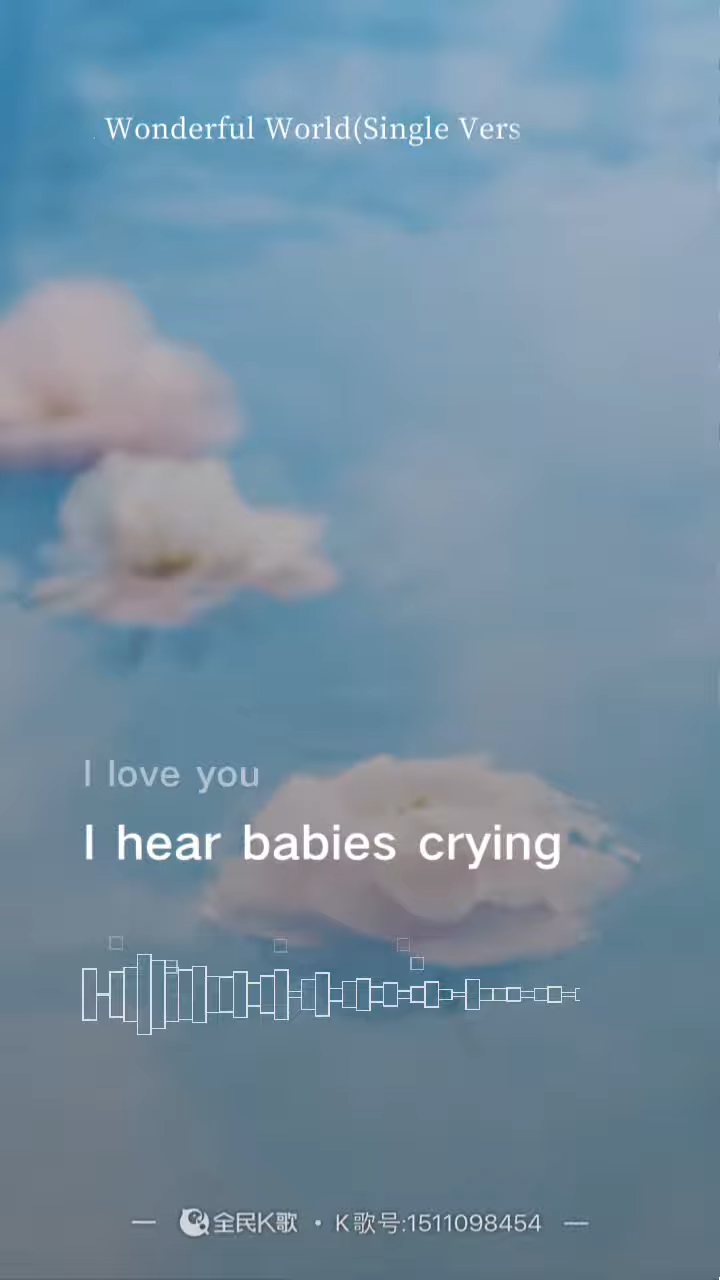 Wonderful World(Single Vers
I love you
I hear babies crying
全民K歌 • K歌号:1511098454